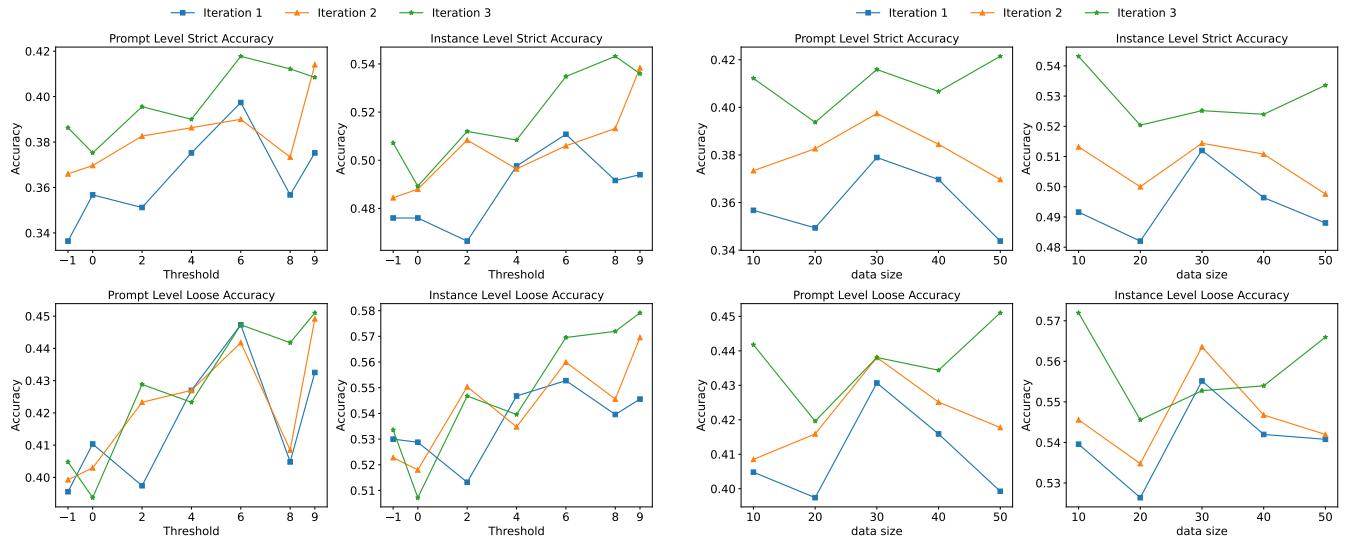 Iteration 1 Iteration 2 Iteration 3
Prompt Level Strict Accuracy
Accuracy
0.42
0.40
0.38
0.36
0.34
−1 0 2 4 6 8 9
Threshold
Instance Level Strict Accuracy
Accuracy
0.54
0.52
0.50
0.48
−1 0 2 4 6 8 9
Threshold
Prompt Level Loose Accuracy
Accuracy
0.45
0.44
0.43
0.42
0.41
0.40
−1 0 2 4 6 8 9
Threshold
Instance Level Loose Accuracy
Accuracy
0.58
0.57
0.56
0.55
0.54
0.53
0.52
0.51
−1 0 2 4 6 8 9
Threshold
Iteration 1 Iteration 2 Iteration 3
Prompt Level Strict Accuracy
Accuracy
0.42
0.40
0.38
0.36
0.34
10 20 30 40 50
data size
Instance Level Strict Accuracy
Accuracy
0.54
0.53
0.52
0.51
0.50
0.49
0.48
10 20 30 40 50
data size
Prompt Level Loose Accuracy
Accuracy
0.45
0.44
0.43
0.42
0.41
0.40
10 20 30 40 50
data size
Instance Level Loose Accuracy
Accuracy
0.57
0.56
0.55
0.54
0.53
10 20 30 40 50
data size